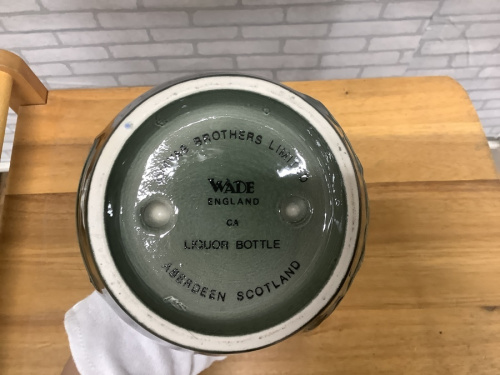 BROTHERS LIMITED
WADE
ENGLAND
CA
LIQUOR BOTTLE
ABERDEEN SCOTLAND